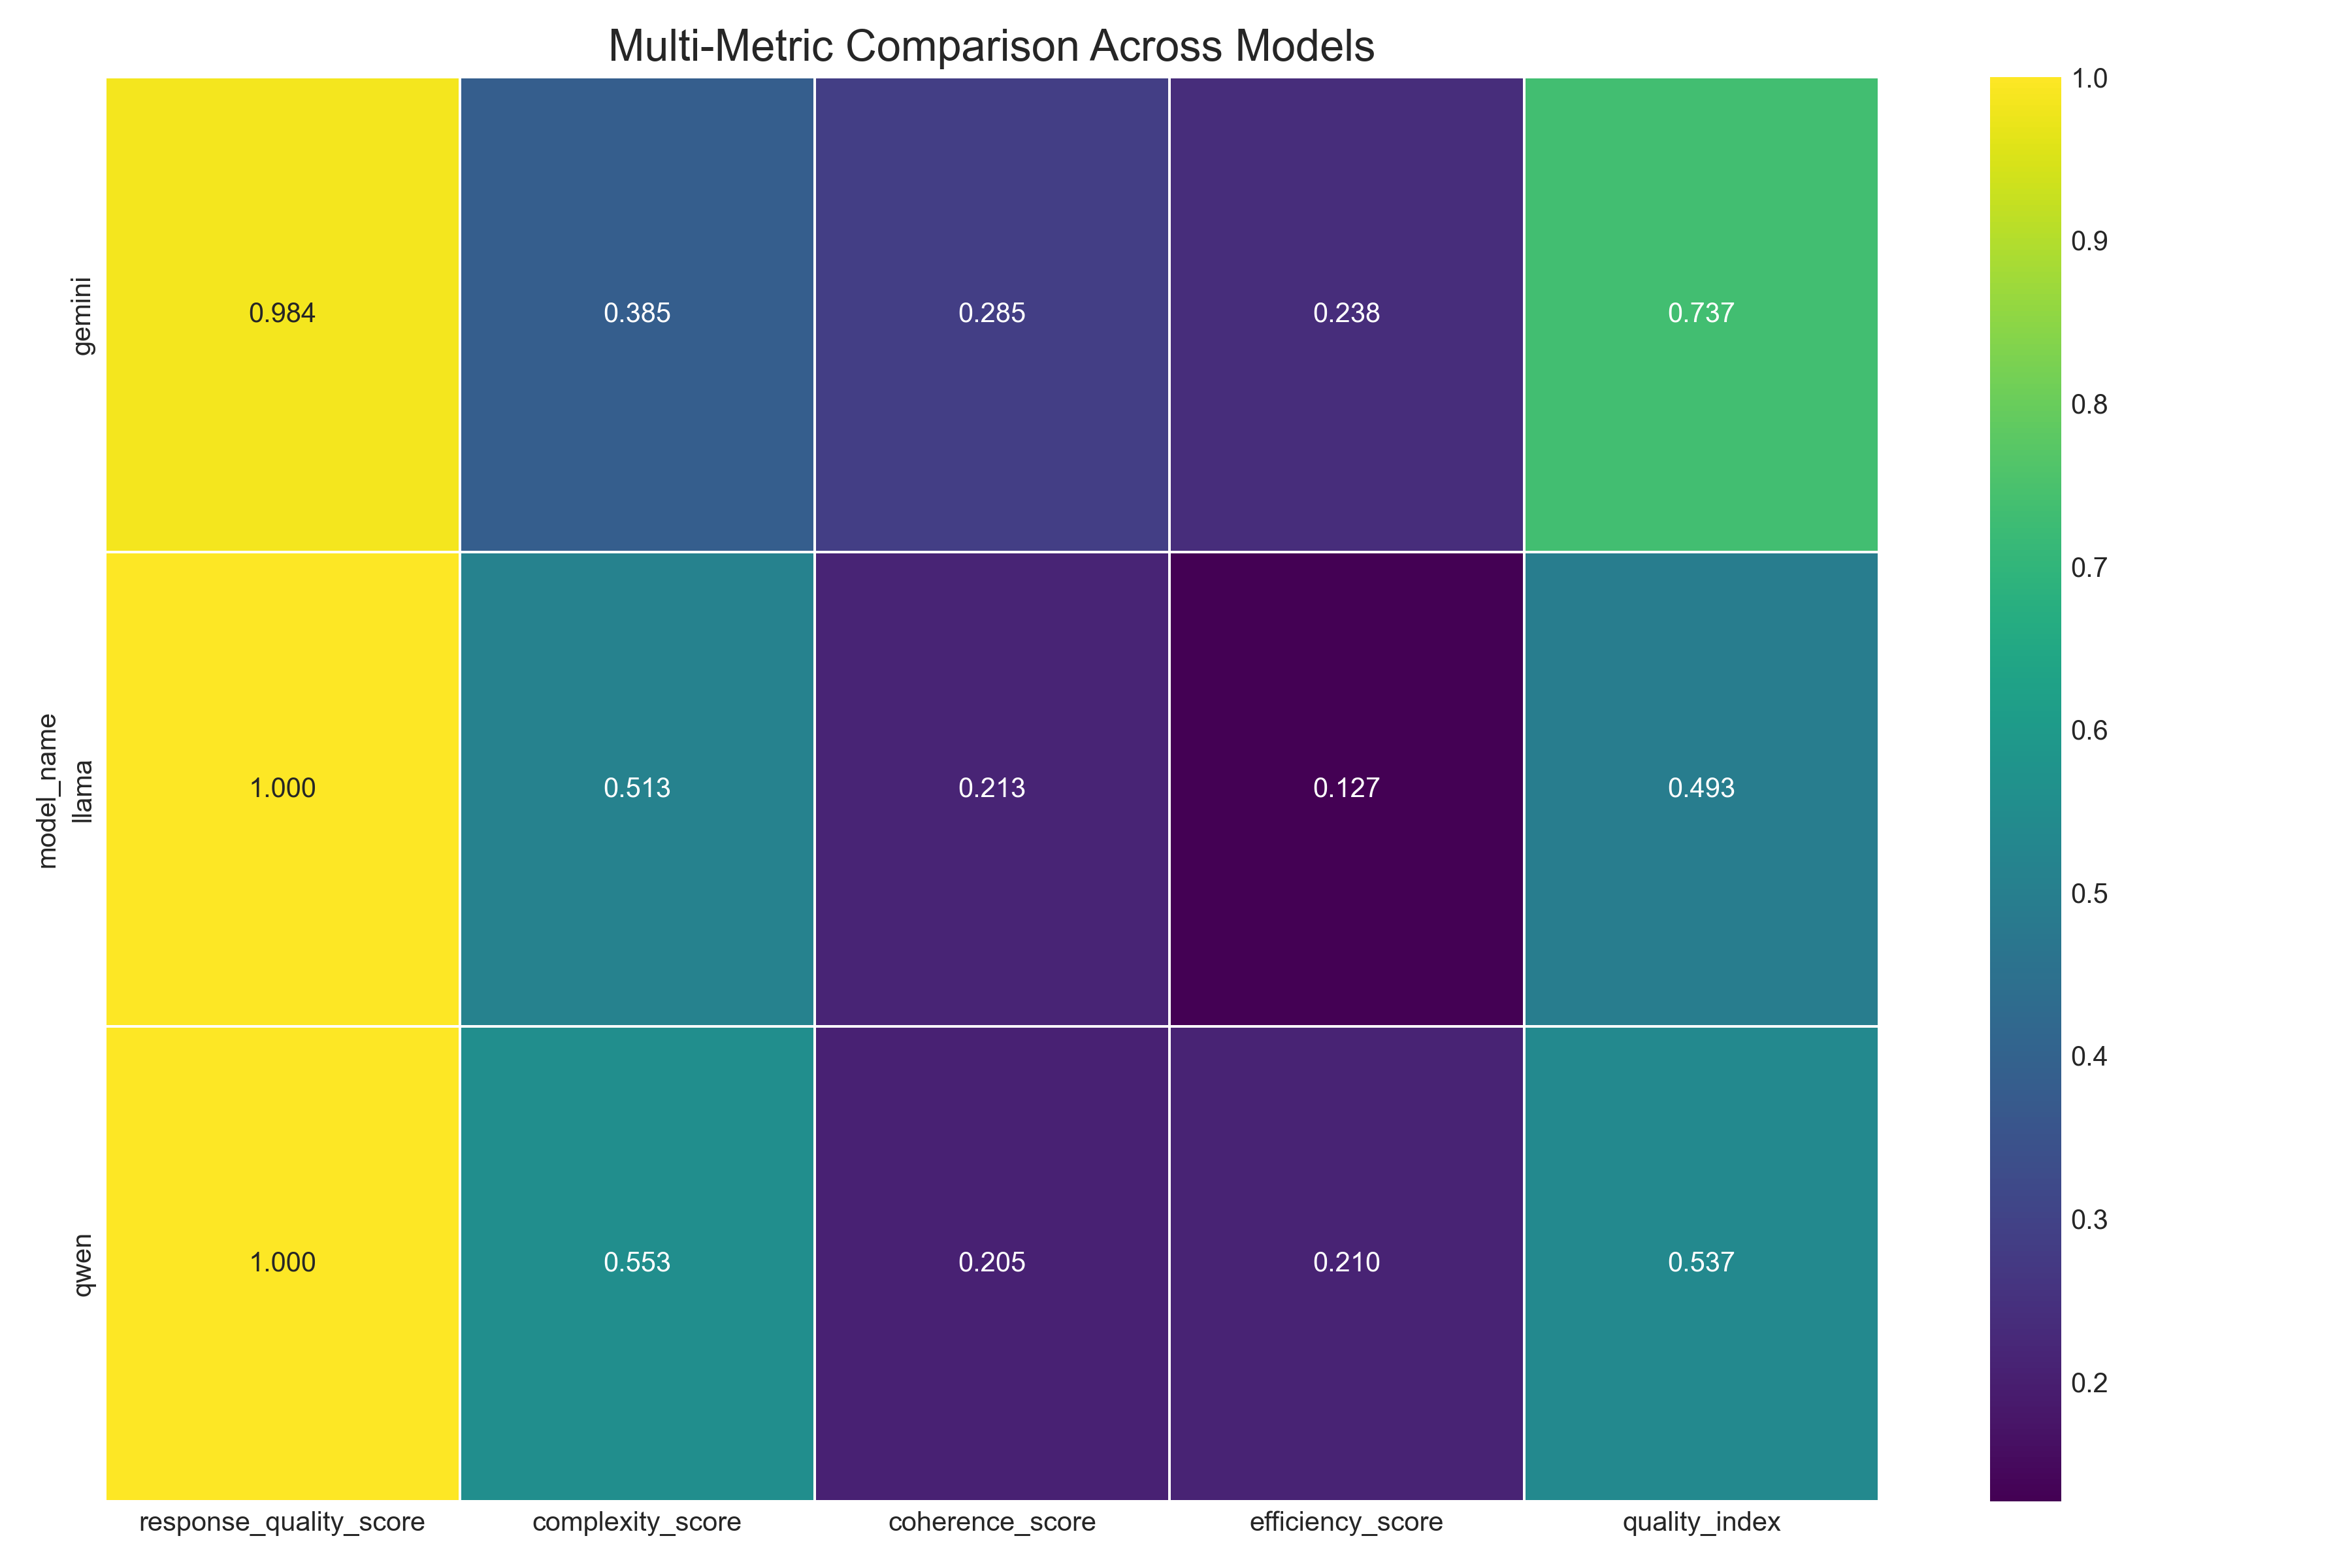 Multi-Metric Comparison Across Models
model_name
gemini
0.984 0.385 0.285 0.238 0.737
llama
1.000 0.513 0.213 0.127 0.493
qwen
1.000 0.553 0.205 0.210 0.537
response_quality_score complexity_score coherence_score efficiency_score quality_index
1.0
0.9
0.8
0.7
0.6
0.5
0.4
0.3
0.2